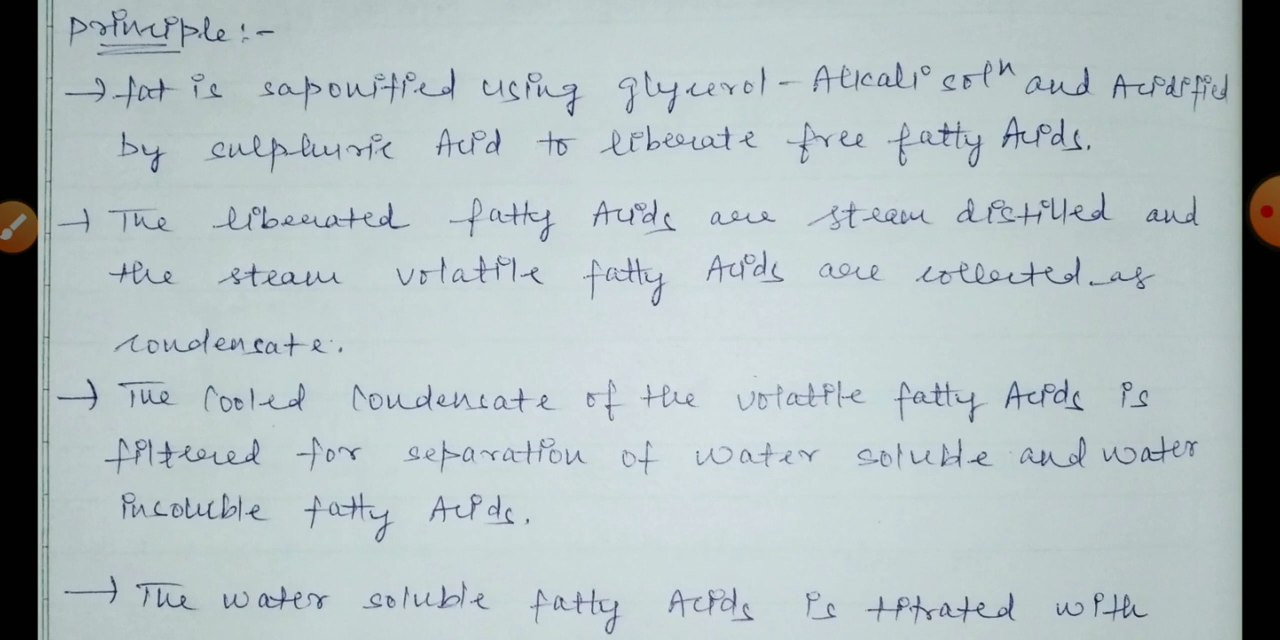 Principle:-
→ fat is saponified using glycerol - Alkali solⁿ and Acidified
by sulphuric Acid to liberate free fatty Acids.
→ The liberated fatty Acids are steam distilled and
the steam volatile fatty Acids are collected as
condensate.
→ The cooled condensate of the volatile fatty Acids is
filtered for separation of water soluble and water
insoluble fatty Acids.
→ The water soluble fatty Acids is titrated with